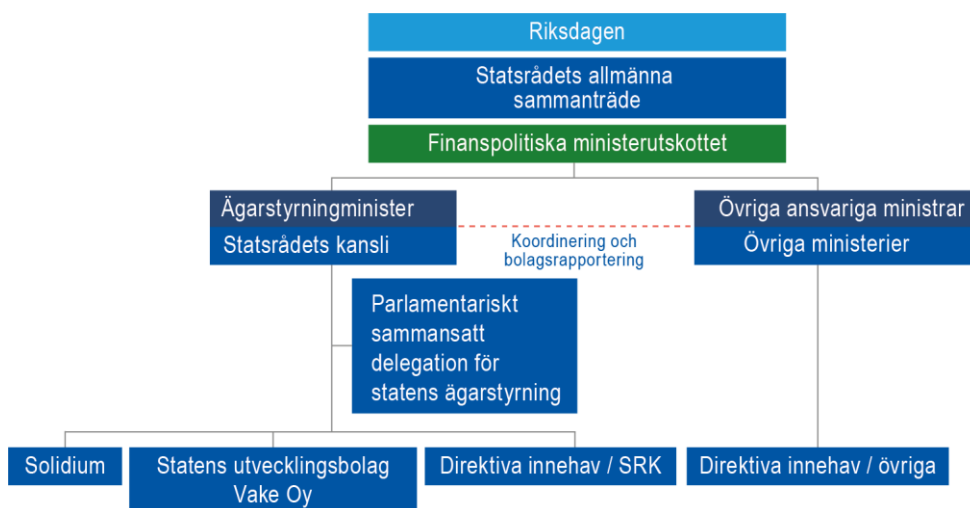 Riksdagen
Statsrådets allmänna
sammanträde
Finanspolitiska ministerutskottet
Ägarstyrningminister
Statsrådets kansli
Koordinering och
bolagsrapportering
Övriga ansvariga ministrar
Övriga ministerier
Parlamentariskt
sammansatt
delegation för
statens ägarstyrning
Solidium
Statens utvecklingsbolag
Vake Oy
Direktiva innehav / SRK
Direktiva innehav / övriga